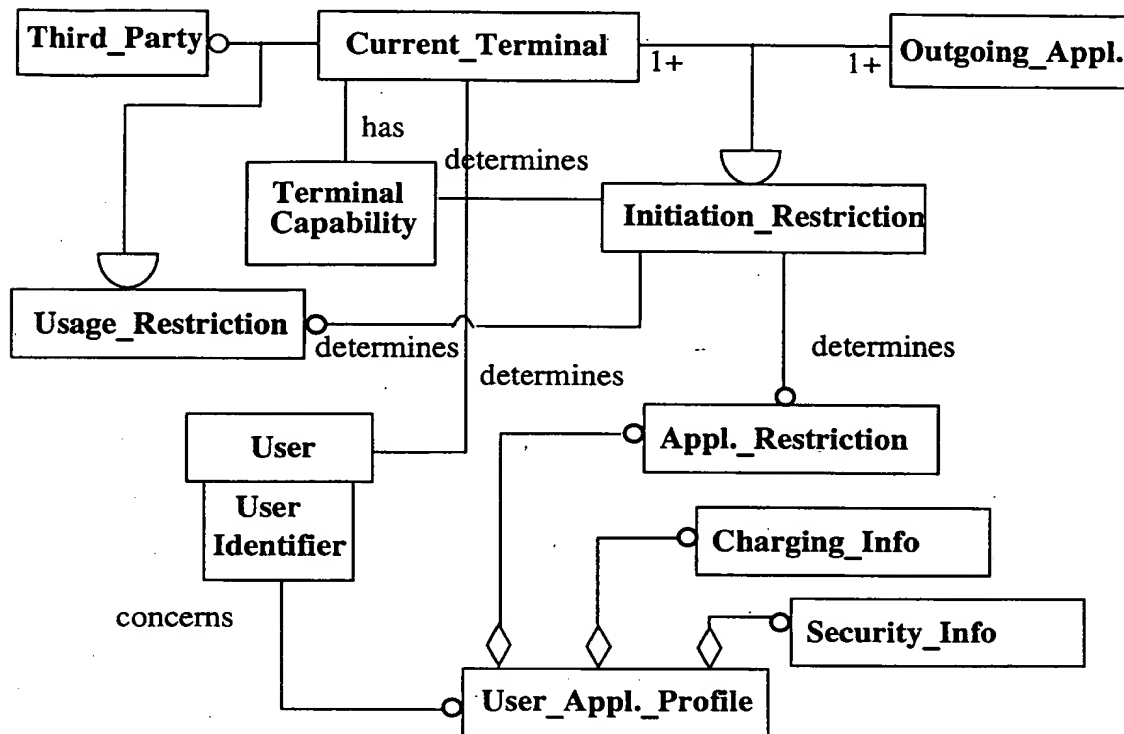 Third_Party
Current_Terminal
1+
1+
Outgoing_Appl.
has
determines
Terminal
Capability
Initiation_Restriction
Usage_Restriction
determines
determines
determines
User
Appl._Restriction
User
Identifier
Charging_Info
concerns
Security_Info
User_Appl._Profile